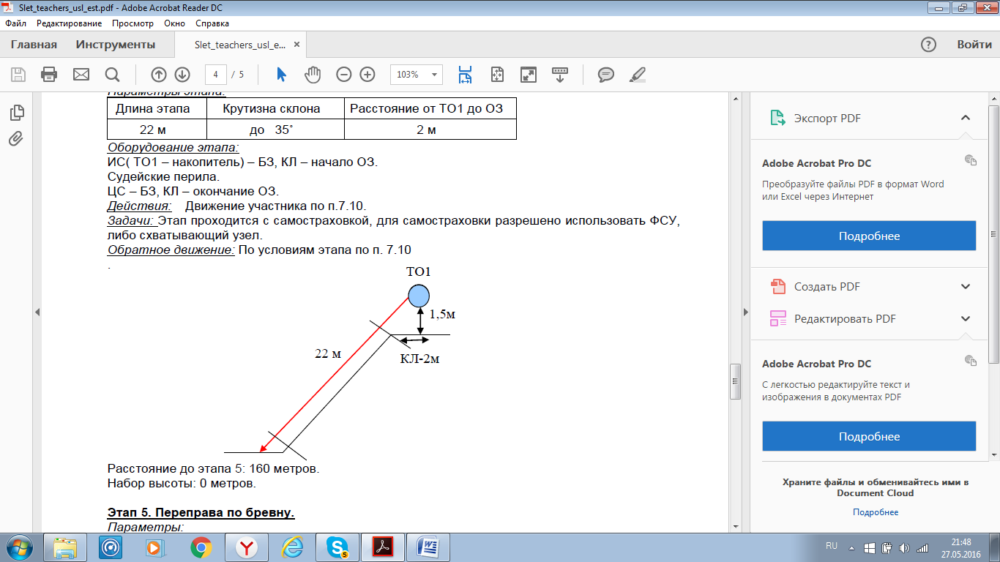 Slet_teachers_usl_est.pdf - Adobe Acrobat Reader DC
Файл Редактирование Просмотр Окно Справка
Главная Инструменты Slet_teachers_usl_e... × Войти
4 / 5 103%
Параметры этапа:
Длина этапа Крутизна склона Расстояние от ТО1 до ОЗ
22 м до 35˚ 2 м
Оборудование этапа:
ИС( ТО1 – накопитель) – БЗ, КЛ – начало ОЗ.
Судейские перила.
ЦС – БЗ, КЛ – окончание ОЗ.
Действия: Движение участника по п.7.10.
Задачи: Этап проходится с самостраховкой, для самостраховки разрешено использовать ФСУ,
либо схватывающий узел.
Обратное движение: По условиям этапа по п. 7.10
.
ТО1
1,5м
22 м
КЛ-2м
Расстояние до этапа 5: 160 метров.
Набор высоты: 0 метров.
Этап 5. Переправа по бревну.
Параметры:
Экспорт PDF
Adobe Acrobat Pro DC
Преобразуйте файлы PDF в формат Word
или Excel через Интернет
Подробнее
Создать PDF
Редактировать PDF
Adobe Acrobat Pro DC
С легкостью редактируйте текст и
изображения в документах PDF
Подробнее
Храните файлы и обменивайтесь ими в
Document Cloud
Подробнее
RU
21:48
27.05.2016